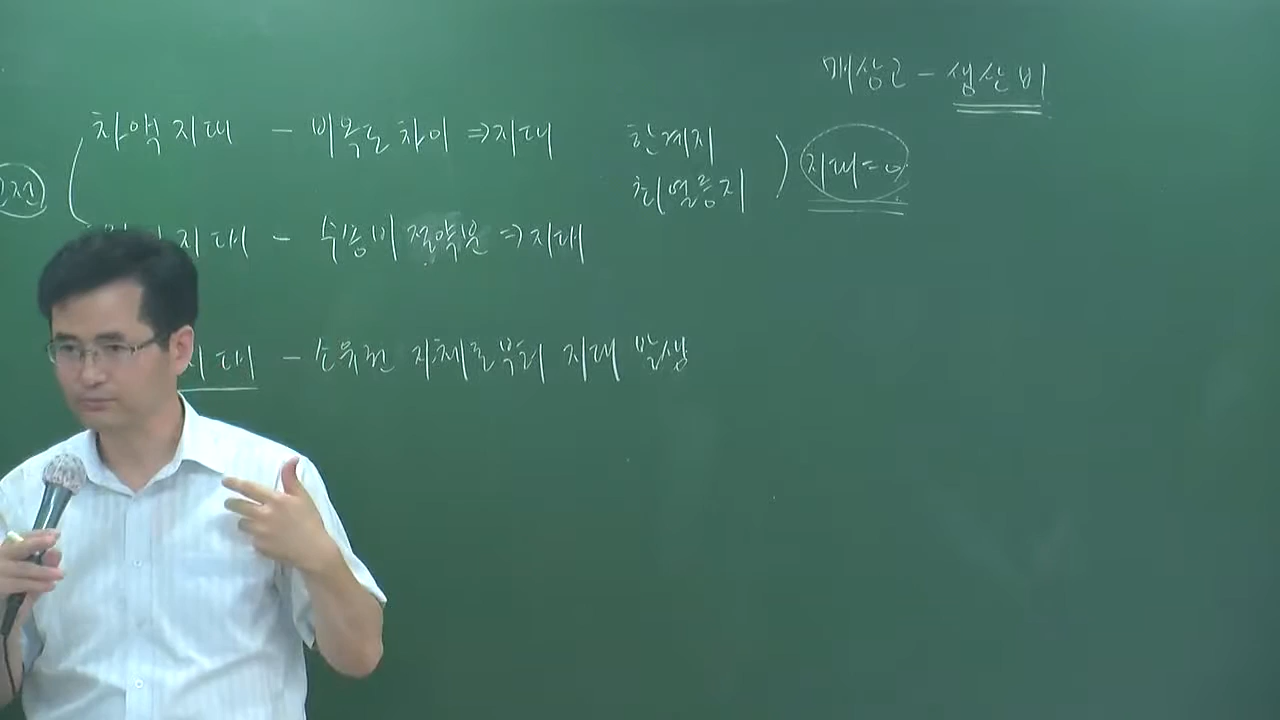 매상고 - 생산비
차액지대 - 비옥도 차이 ⇒ 지대
한계지
최열등지
) 지대=0
지대 - 수송비 절약분 ⇒ 지대
지대 - 소유권 자체로부터 지대 발생